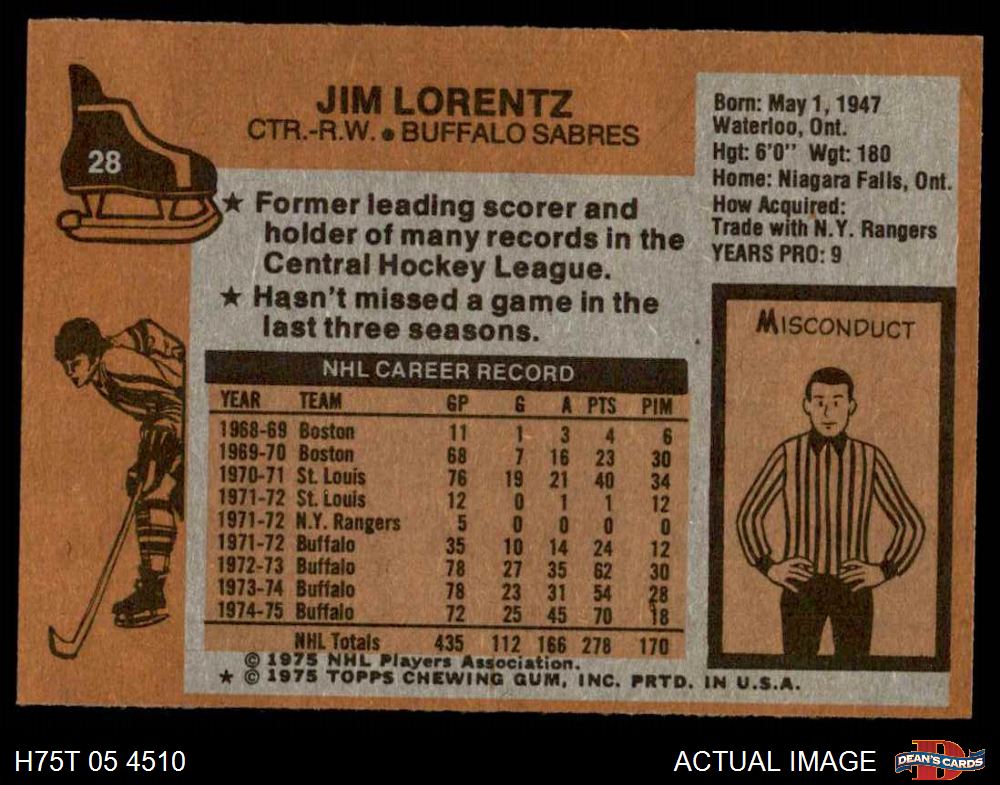 28
JIM LORENTZ
CTR.-R.W. ● BUFFALO SABRES
★ Former leading scorer and
holder of many records in the
Central Hockey League.
★ Hasn't missed a game in the
last three seasons.
Born: May 1, 1947
Waterloo, Ont.
Hgt: 6'0" Wgt: 180
Home: Niagara Falls, Ont.
How Acquired:
Trade with N.Y. Rangers
YEARS PRO: 9
MISCONDUCT
NHL CAREER RECORD
YEAR TEAM GP G A PTS PIM
1968-69 Boston 11 1 3 4 6
1969-70 Boston 68 7 16 23 30
1970-71 St. Louis 76 19 21 40 34
1971-72 St. Louis 12 0 1 1 12
1971-72 N.Y. Rangers 5 0 0 0 0
1971-72 Buffalo 35 10 14 24 12
1972-73 Buffalo 78 27 35 62 30
1973-74 Buffalo 78 23 31 54 28
1974-75 Buffalo 72 25 45 70 18
NHL Totals 435 112 166 278 170
© 1975 NHL Players Association.
★ © 1975 TOPPS CHEWING GUM, INC. PRTD. IN U.S.A.
H75T 05 4510
ACTUAL IMAGE
D
DEAN'S CARDS